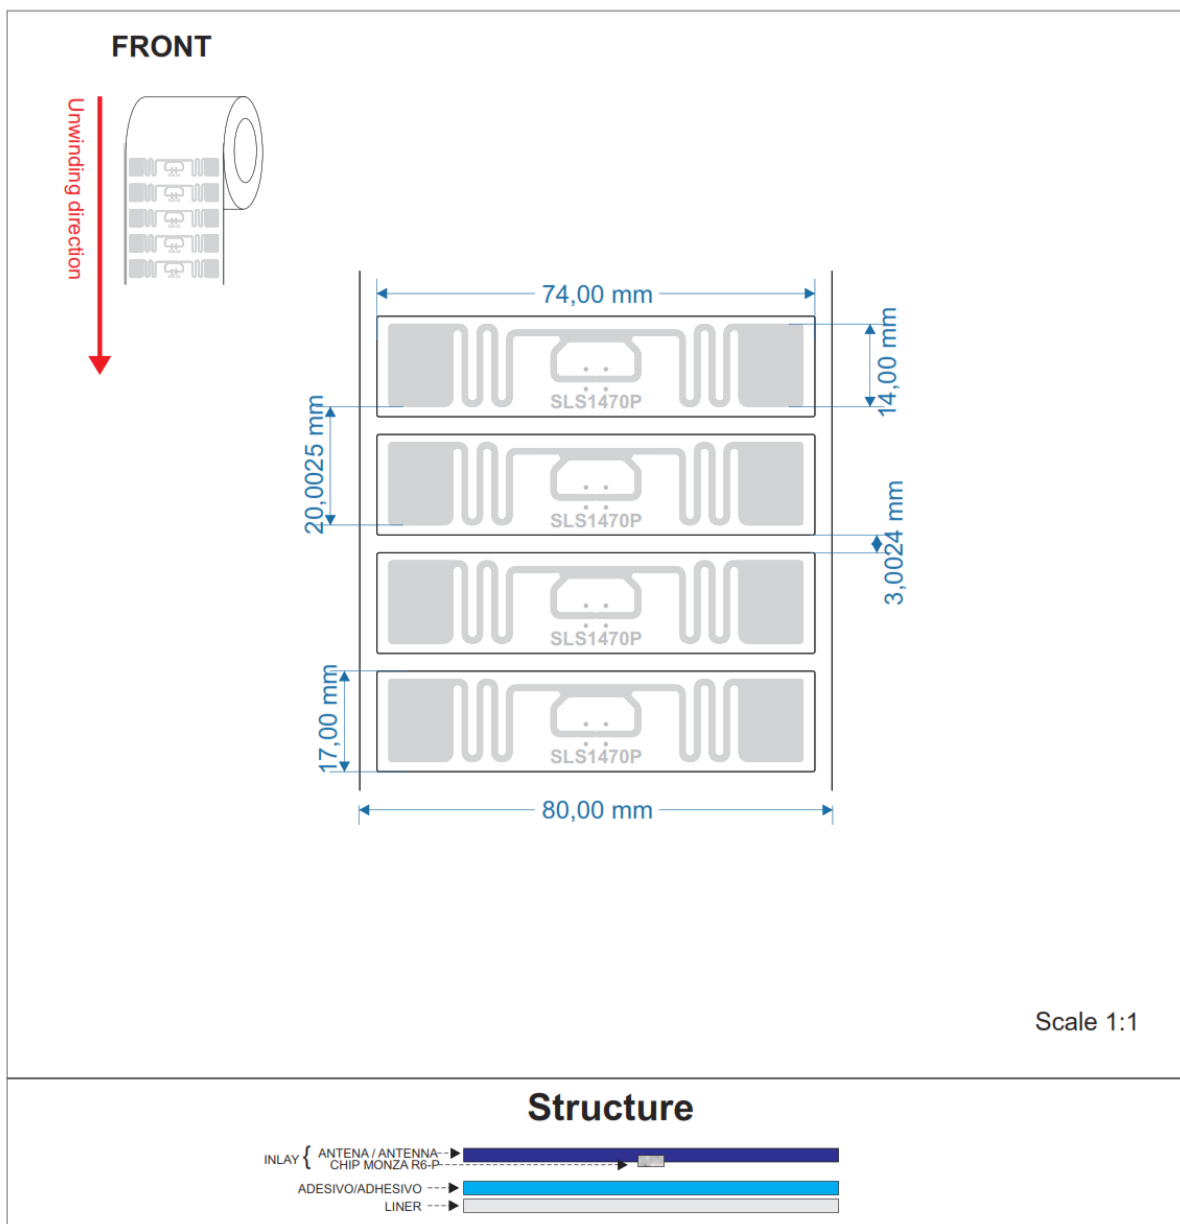 FRONT
Unwinding direction
74,00 mm
14,00 mm
SLS1470P
20,0025 mm
SLS1470P
3,0024 mm
SLS1470P
17,00 mm
SLS1470P
80,00 mm
Scale 1:1
Structure
INLAY { ANTENA / ANTENNA
CHIP MONZA R6-P
ADESIVO/ADHESIVO
LINER